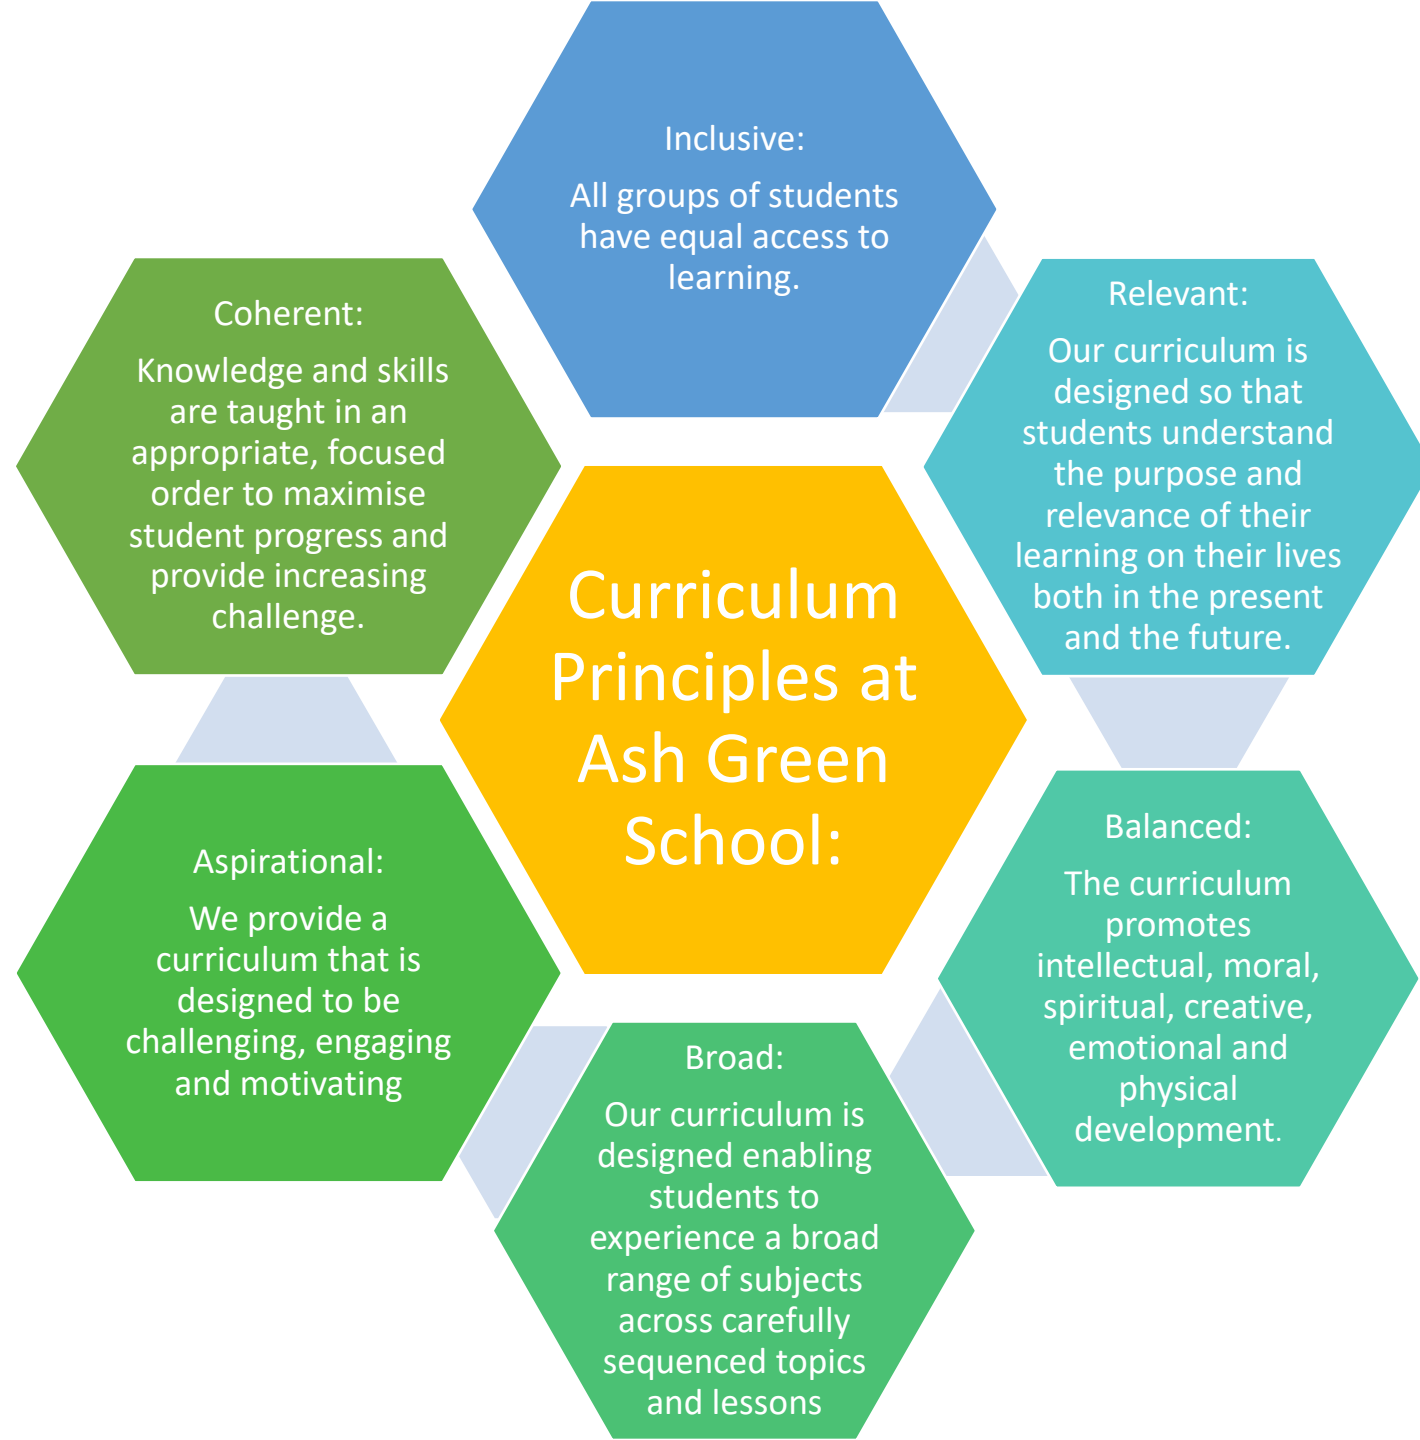 Inclusive:
All groups of students
have equal access to
learning.
Relevant:
Our curriculum is
designed so that
students understand
the purpose and
relevance of their
learning on their lives
both in the present
and the future.
Balanced:
The curriculum
promotes
intellectual, moral,
spiritual, creative,
emotional and
physical
development.
Broad:
Our curriculum is
designed enabling
students to
experience a broad
range of subjects
across carefully
sequenced topics
and lessons
Aspirational:
We provide a
curriculum that is
designed to be
challenging, engaging
and motivating
Coherent:
Knowledge and skills
are taught in an
appropriate, focused
order to maximise
student progress and
provide increasing
challenge.
Curriculum
Principles at
Ash Green
School: